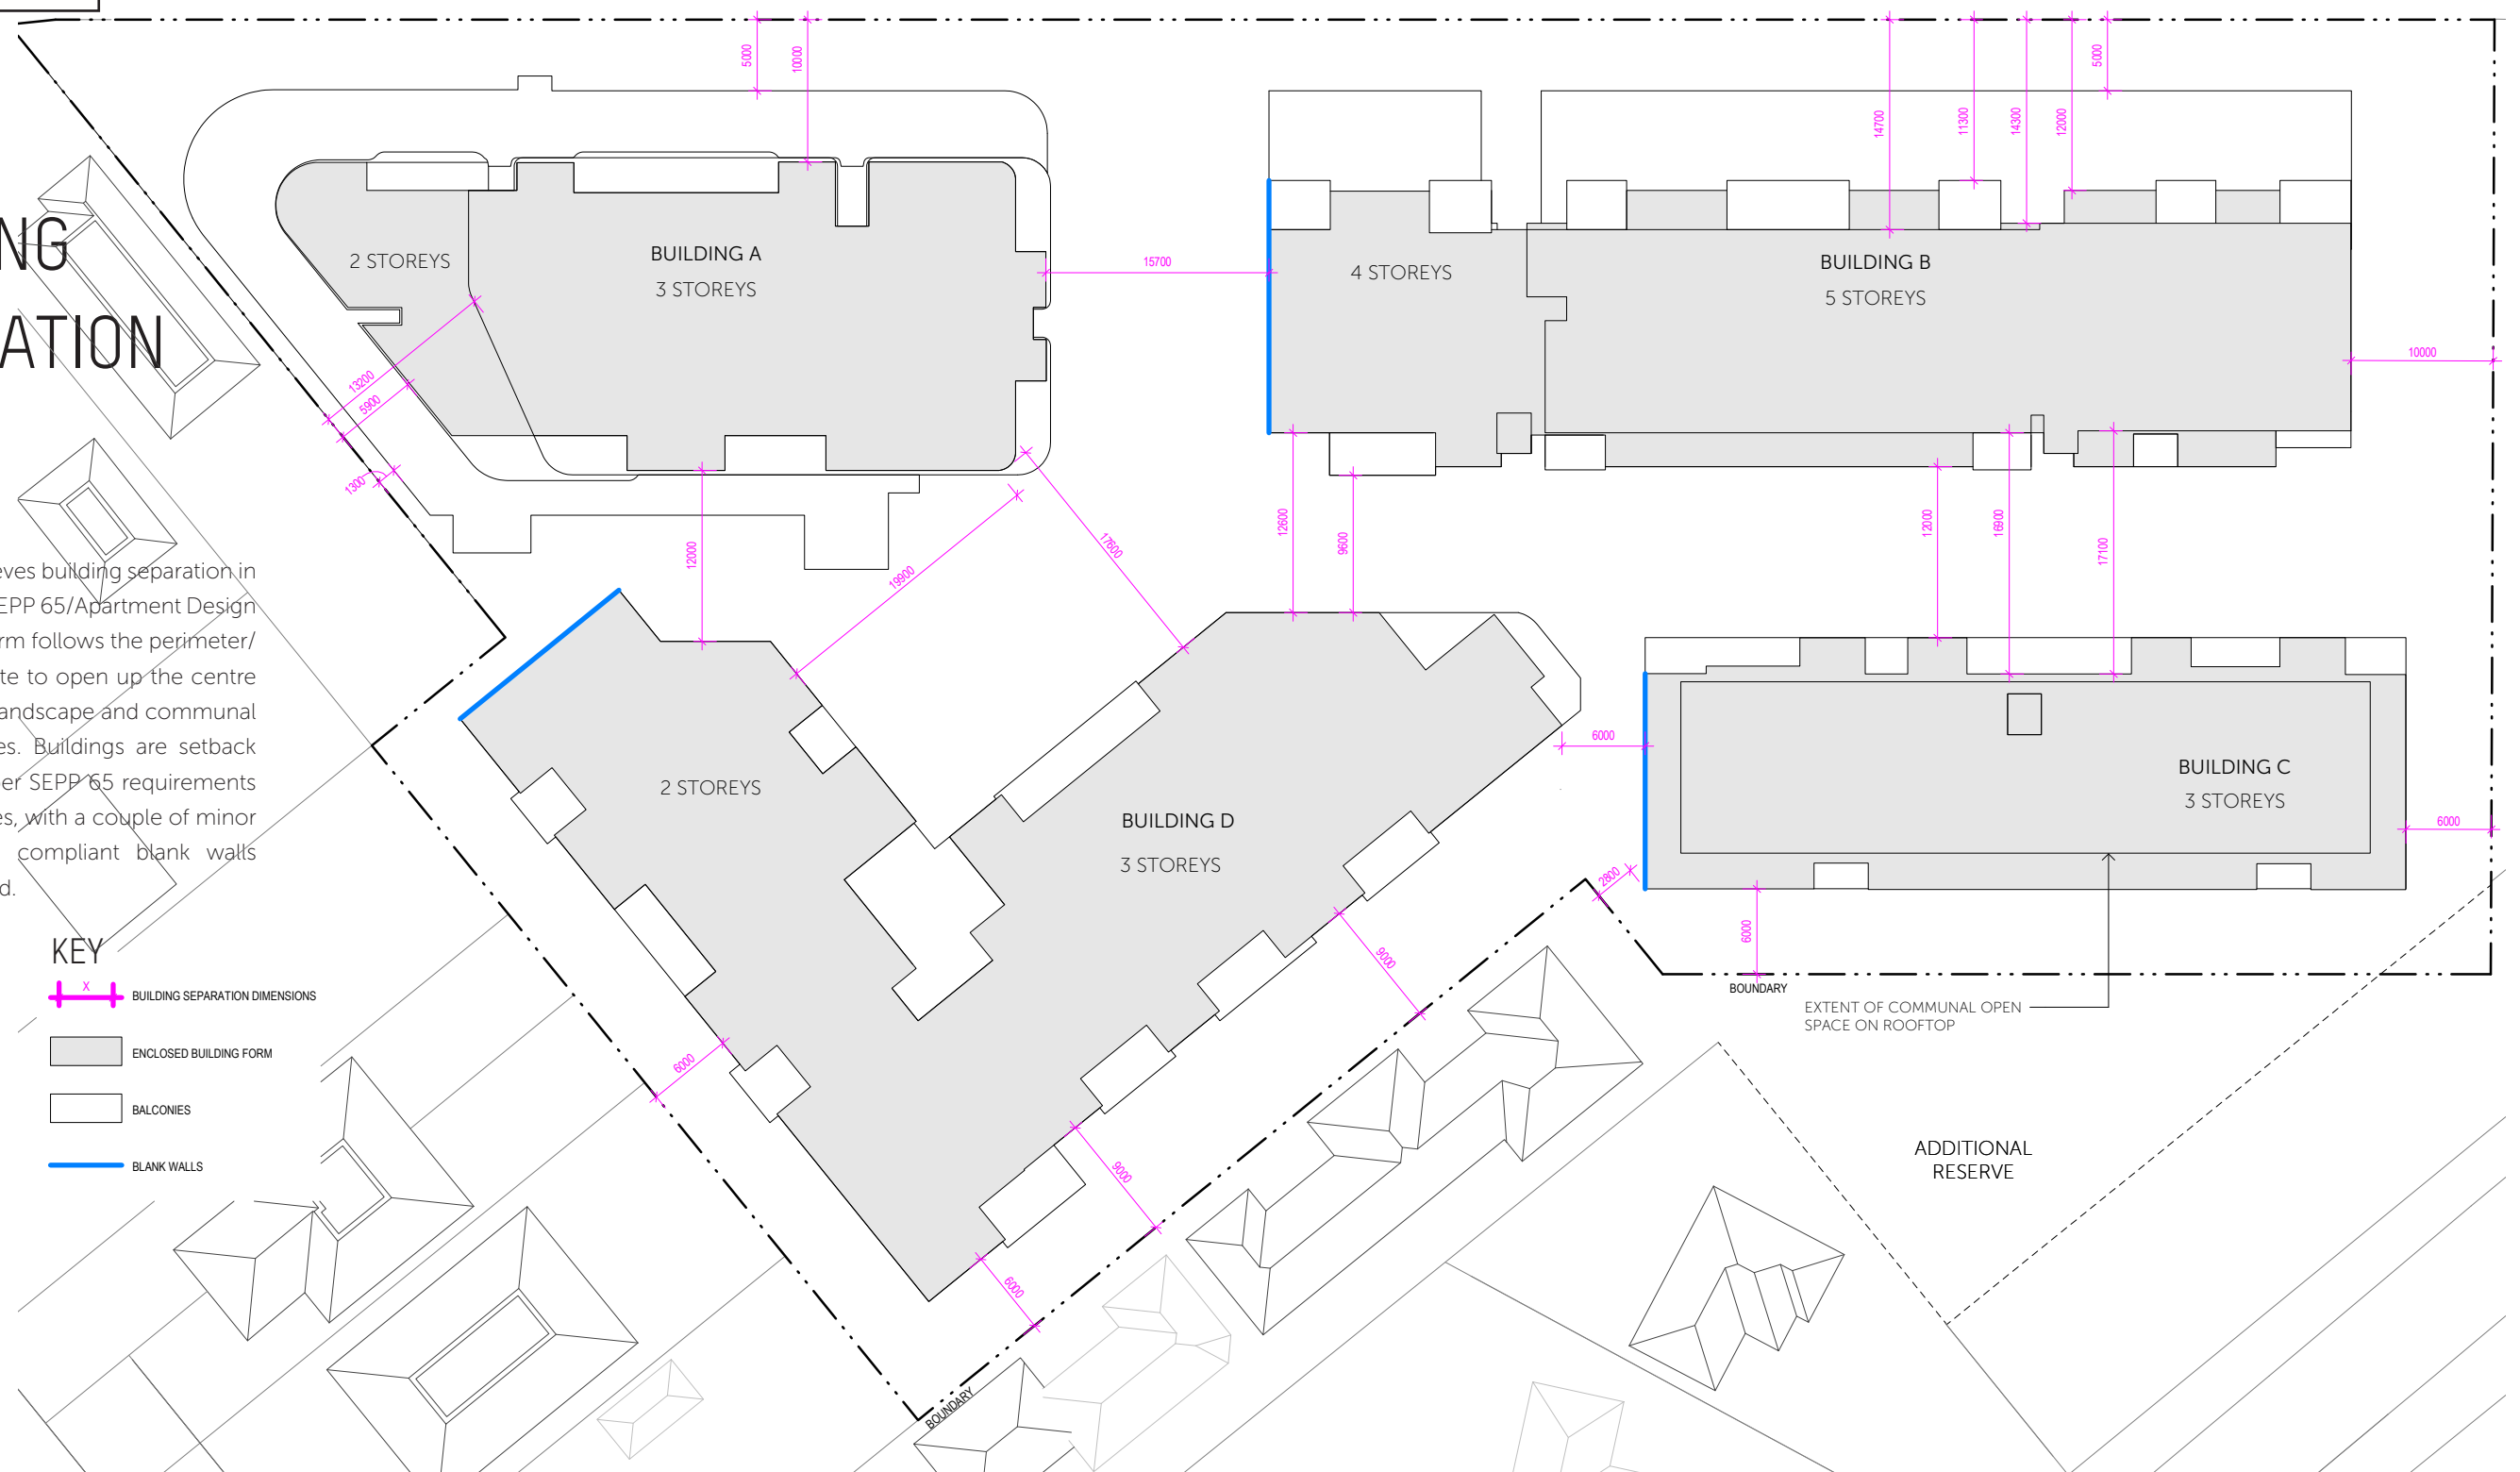 NG
ATION
eves building separation in
EPP 65/Apartment Design
rm follows the perimeter/
te to open up the centre
landscape and communal
es. Buildings are setback
per SEPP 65 requirements
es, with a couple of minor
compliant blank walls
d.
KEY
X
BUILDING SEPARATION DIMENSIONS
ENCLOSED BUILDING FORM
BALCONIES
BLANK WALLS
5000
10000
14700
11300
14300
12000
5000
2 STOREYS
BUILDING A
3 STOREYS
15700
4 STOREYS
BUILDING B
5 STOREYS
10000
13200
5900
1300
12000
19900
17600
12600
9600
12000
16900
17100
2 STOREYS
BUILDING D
3 STOREYS
6000
BUILDING C
3 STOREYS
6000
2800
6000
9000
6000
9000
6000
BOUNDARY
EXTENT OF COMMUNAL OPEN
SPACE ON ROOFTOP
ADDITIONAL
RESERVE
BOUNDARY